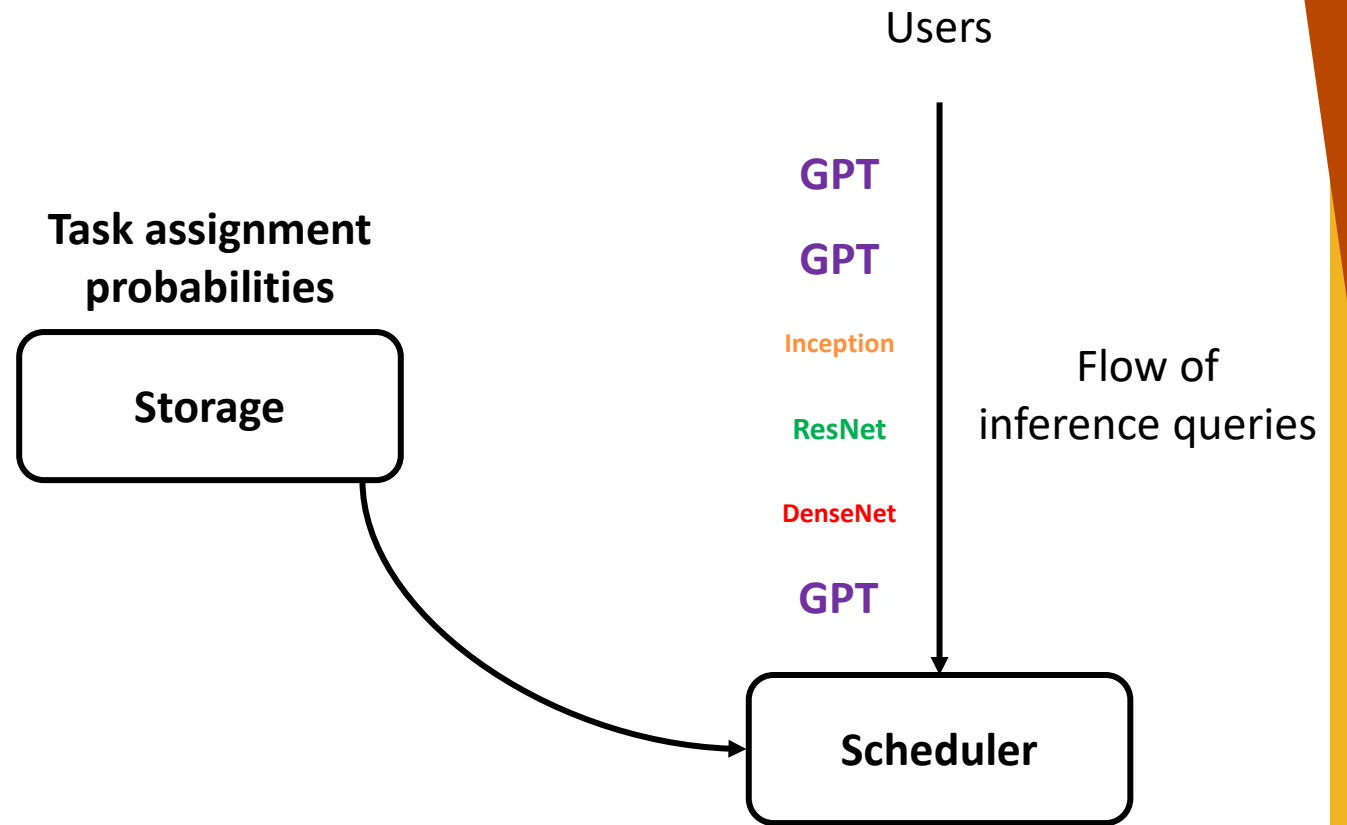 Users
GPT
GPT
Inception
ResNet
DenseNet
GPT
Flow of
inference queries
Task assignment
probabilities
Storage
Scheduler